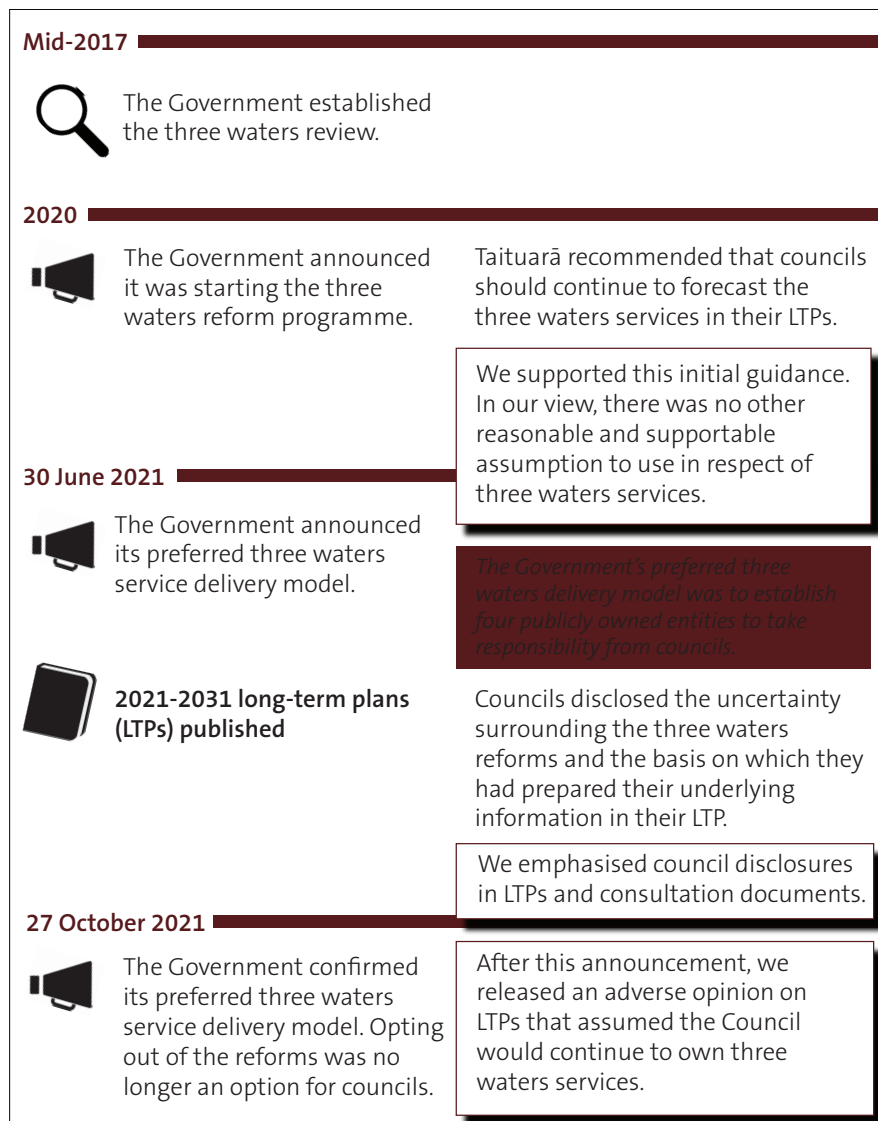 Mid-2017
The Government established
the three waters review.
2020
The Government announced
it was starting the three
waters reform programme.
Taituarā recommended that councils
should continue to forecast the
three waters services in their LTPs.
We supported this initial guidance.
In our view, there was no other
reasonable and supportable
assumption to use in respect of
three waters services.
30 June 2021
The Government announced
its preferred three waters
service delivery model.
The Government's preferred three
waters delivery model was to establish
four publicly owned entities to take
responsibility from councils.
2021-2031 long-term plans
(LTPs) published
Councils disclosed the uncertainty
surrounding the three waters
reforms and the basis on which they
had prepared their underlying
information in their LTP.
We emphasised council disclosures
in LTPs and consultation documents.
27 October 2021
The Government confirmed
its preferred three waters
service delivery model. Opting
out of the reforms was no
longer an option for councils.
After this announcement, we
released an adverse opinion on
LTPs that assumed the Council
would continue to own three
waters services.